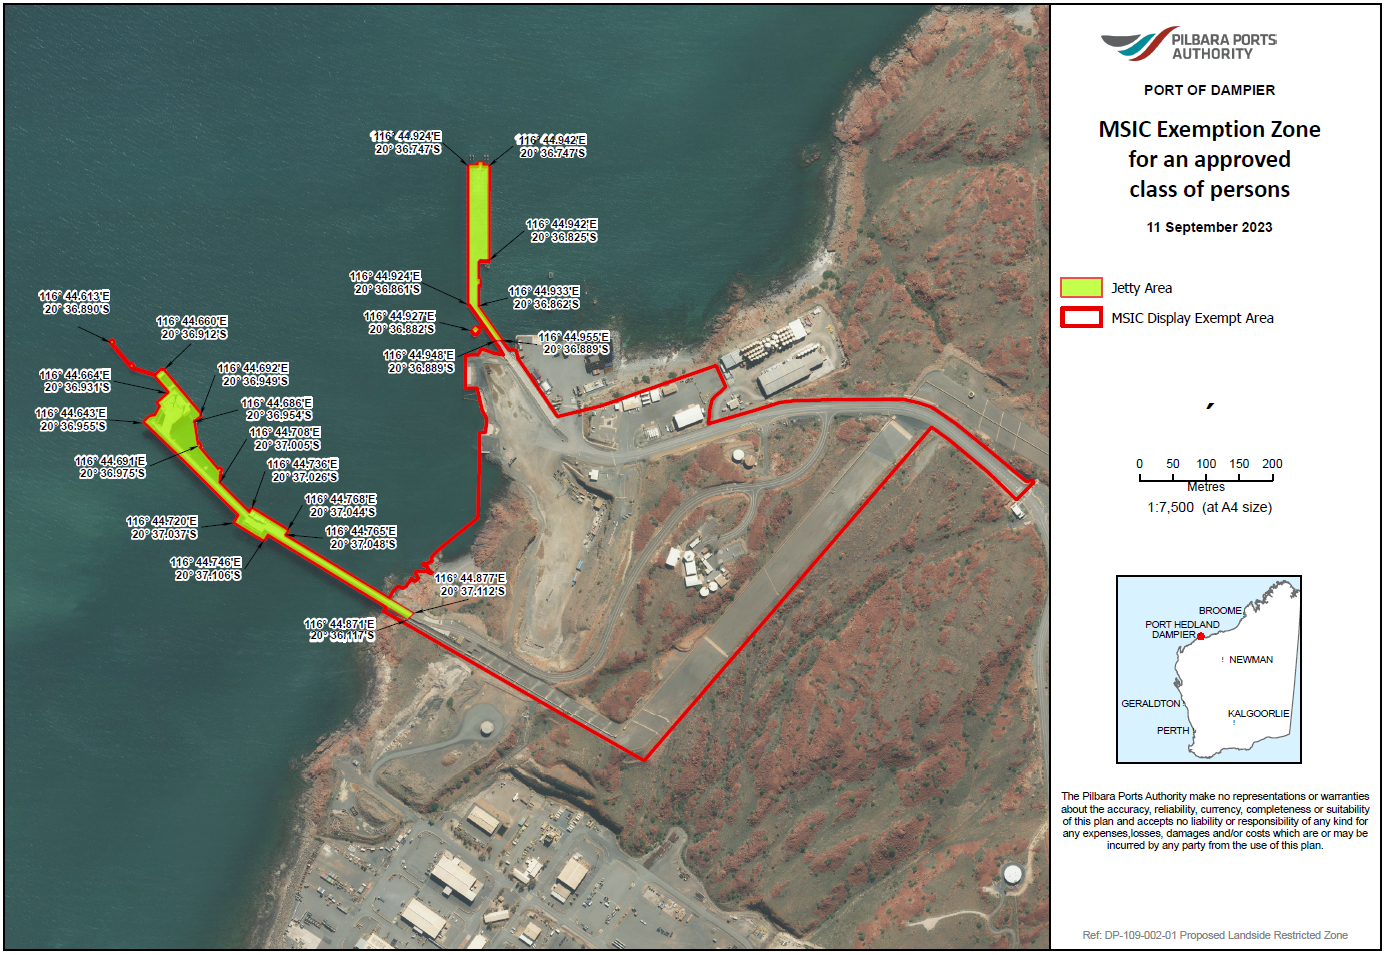 116° 44.924'E
20° 36.747'S
116° 44.942'E
20° 36.747'S
116° 44.942'E
20° 36.825'S
116° 44.924'E
20° 36.861'S
116° 44.933'E
20° 36.862'S
116° 44.927'E
20° 36.882'S
116° 44.955'E
20° 36.889'S
116° 44.948'E
20° 36.889'S
116° 44.613'E
20° 36.890'S
116° 44.660'E
20° 36.912'S
116° 44.664'E
20° 36.931'S
116° 44.692'E
20° 36.949'S
116° 44.643'E
20° 36.955'S
116° 44.686'E
20° 36.954'S
116° 44.708'E
20° 37.005'S
116° 44.691'E
20° 36.975'S
116° 44.736'E
20° 37.026'S
116° 44.768'E
20° 37.044'S
116° 44.720'E
20° 37.037'S
116° 44.765'E
20° 37.048'S
116° 44.746'E
20° 37.106'S
116° 44.877'E
20° 37.112'S
116° 44.871'E
20° 36,117'S
PILBARA PORTS
AUTHORITY
PORT OF DAMPIER
MSIC Exemption Zone
for an approved
class of persons
11 September 2023
Jetty Area
MSIC Display Exempt Area
0 50 100 150 200
Metres
1:7,500 (at A4 size)
BROOME
PORT HEDLAND
DAMPIER
NEWMAN
GERALDTON
KALGOORLIE
PERTH
The Pilbara Ports Authority make no representations or warranties
about the accuracy, reliability, currency, completeness or suitability
of this plan and accepts no liability or responsibility of any kind for
any expenses,losses, damages and/or costs which are or may be
incurred by any party from the use of this plan.
Ref: DP-109-002-01 Proposed Landside Restricted Zone